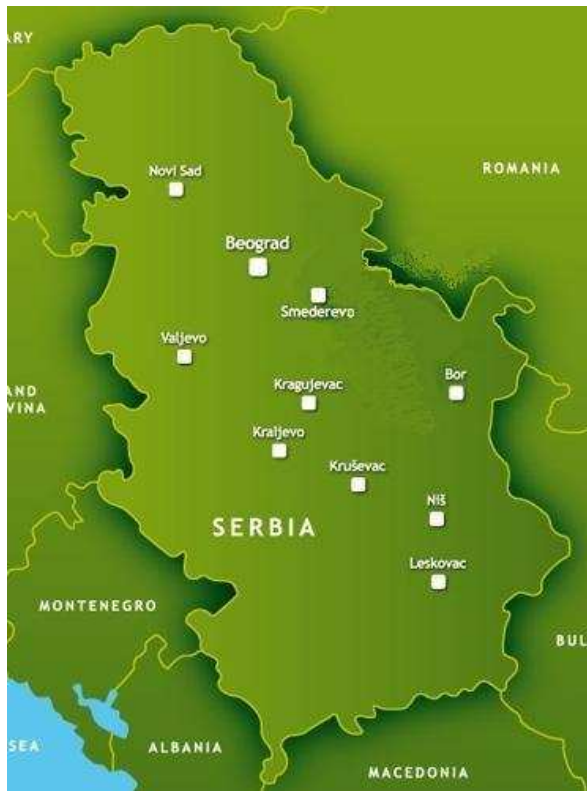 ARY
ROMANIA
Novi Sad
Beograd
Smederevo
Valjevo
AND
VINA
Kragujevac
Bor
Kraljevo
Kruševac
Niš
SERBIA
Leskovac
MONTENEGRO
BUL
SEA
ALBANIA
MACEDONIA